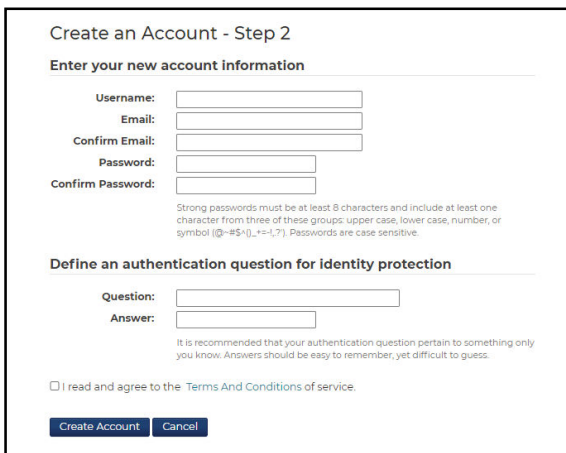 Create an Account - Step 2
Enter your new account information
Username:
Email:
Confirm Email:
Password:
Confirm Password:
Strong passwords must be at least 8 characters and include at least one
character from three of these groups: upper case, lower case, number, or
symbol (@~#$^()_+=-!,.?'). Passwords are case sensitive.
Define an authentication question for identity protection
Question:
Answer:
It is recommended that your authentication question pertain to something only
you know. Answers should be easy to remember, yet difficult to guess.
I read and agree to the Terms And Conditions of service.
Create Account Cancel